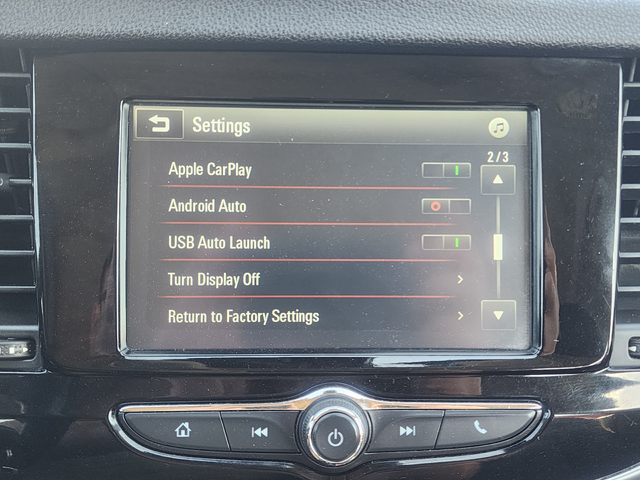 Settings
2/3
Apple CarPlay
Android Auto
USB Auto Launch
Turn Display Off
Return to Factory Settings